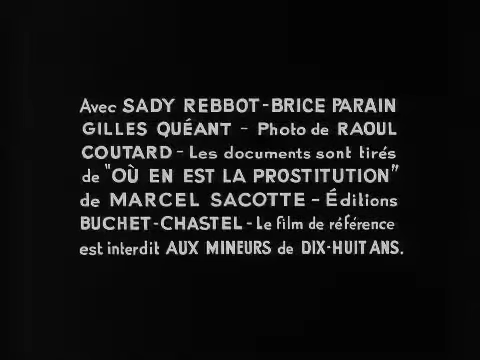 Avec SADY REBBOT-BRICE PARAIN
GILLES QUÉANT - Photo de RAOUL
COUTARD - Les documents sont tirés
de "OÙ EN EST LA PROSTITUTION"
de MARCEL SACOTTE - Éditions
BUCHET-CHASTEL - Le film de référence
est interdit AUX MINEURS de DIX-HUIT ANS.